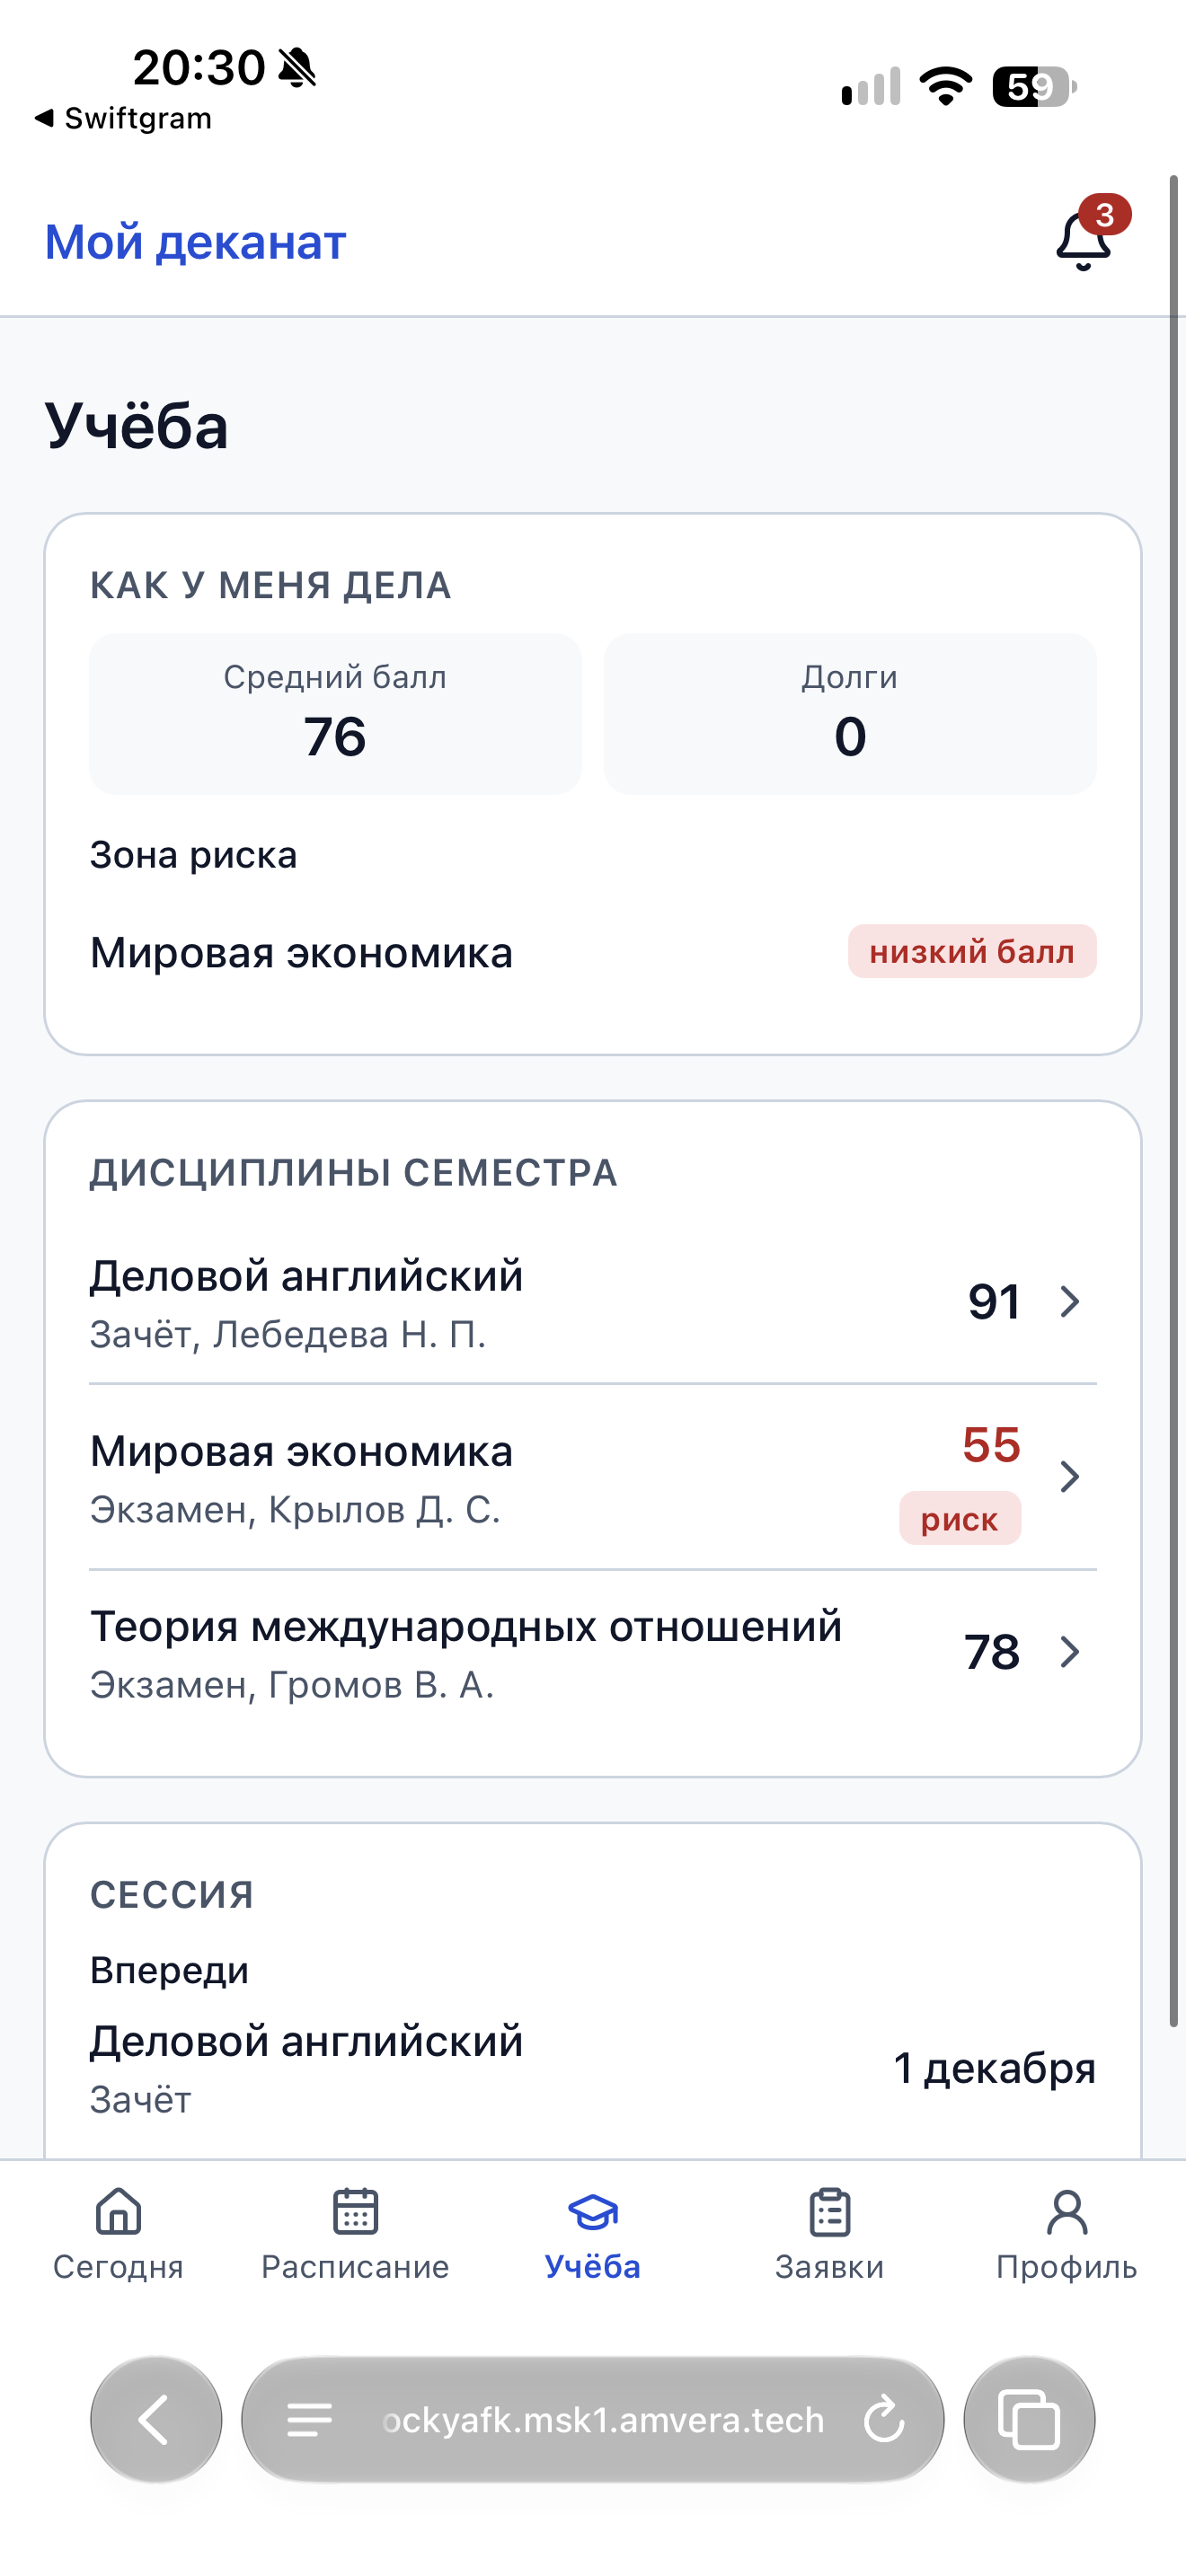 20:30
59
Swiftgram
Мой деканат
3
Учёба
КАК У МЕНЯ ДЕЛА
Средний балл
76
Долги
0
Зона риска
Мировая экономика
низкий балл
ДИСЦИПЛИНЫ СЕМЕСТРА
Деловой английский
Зачёт, Лебедева Н. П.
91
Мировая экономика
Экзамен, Крылов Д. С.
55
риск
Теория международных отношений
Экзамен, Громов В. А.
78
СЕССИЯ
Впереди
Деловой английский
Зачёт
1 декабря
Сегодня
Расписание
Учёба
Заявки
Профиль
ockyafk.msk1.amvera.tech